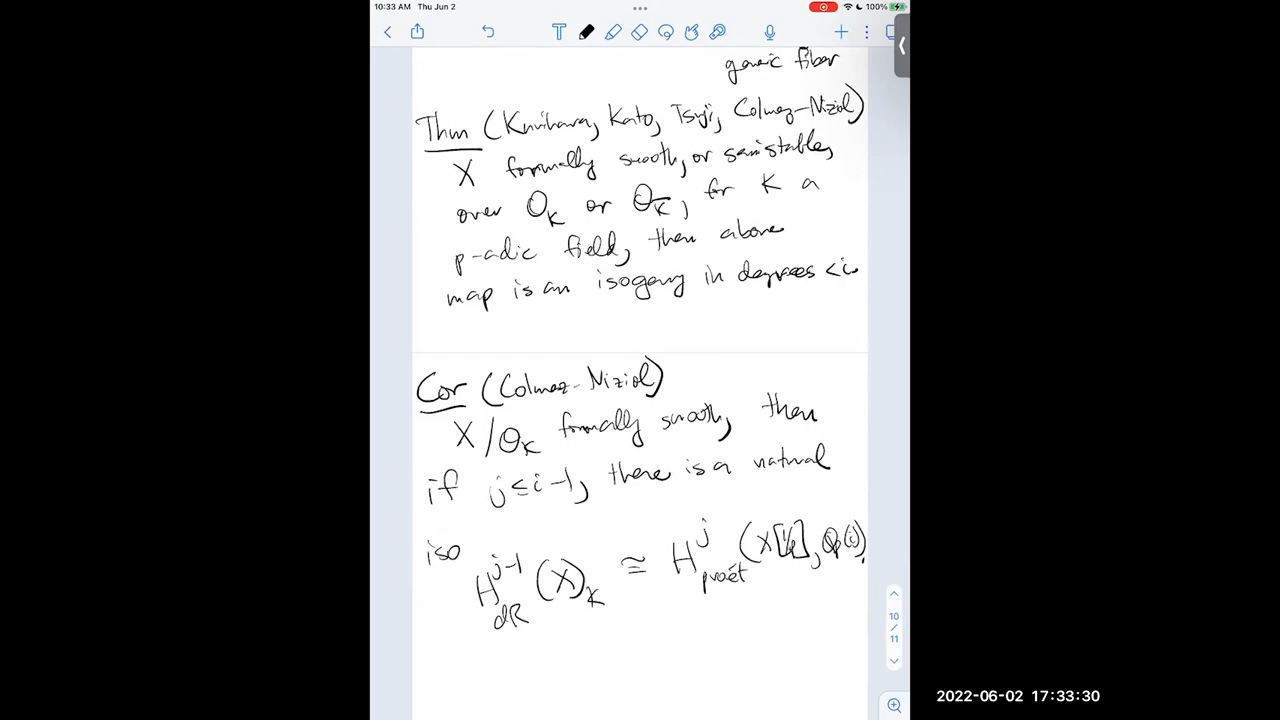 10:33 AM Thu Jun 2
100%
generic fiber
Thm (Kurihara, Kato, Tsuji, Colmez-Nizioł)
X formally smooth, or semistable,
over O_K or O_K̄, for K a
p-adic field, then above
map is an isogeny in degrees < i.
Cor (Colmez-Nizioł)
X/O_K formally smooth, then
if j ≤ i-1, there is a natural
iso H^{j-1}_{dR}(X)_K ≅ H^j_{proét}(X[1/p], Q_p(i)).
10
/
11
2022-06-02 17:33:30